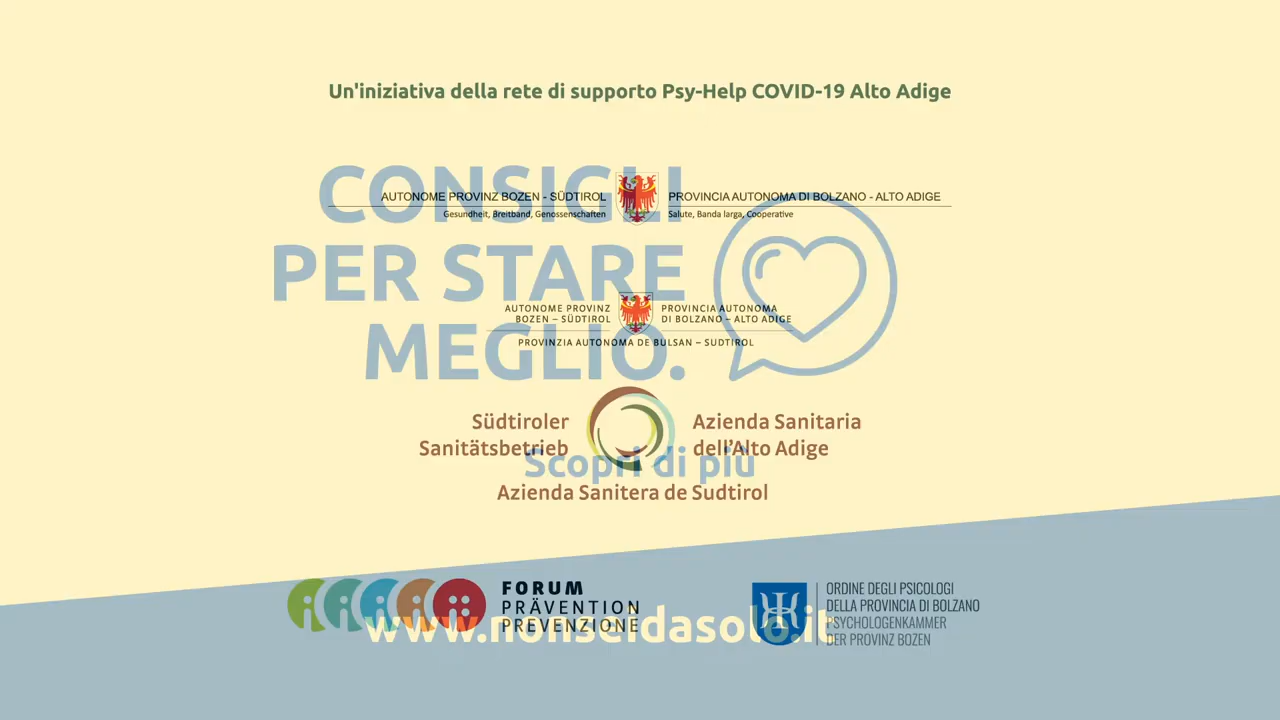 Un'iniziativa della rete di supporto Psy-Help COVID-19 Alto Adige
CONSIGLI
PER STARE
MEGLIO.
AUTONOME PROVINZ BOZEN - SÜDTIROL
Gesundheit, Breitband, Genossenschaften
PROVINCIA AUTONOMA DI BOLZANO - ALTO ADIGE
Salute, Banda larga, Cooperative
AUTONOME PROVINZ
BOZEN – SÜDTIROL
PROVINCIA AUTONOMA
DI BOLZANO – ALTO ADIGE
PROVINZIA AUTONOMA DE BULSAN – SUDTIROL
Südtiroler
Sanitätsbetrieb
Azienda Sanitaria
dell'Alto Adige
Azienda Sanitera de Sudtirol
Scopri di più
FORUM
PRÄVENTION
PREVENZIONE
www.nonseidasolo.it
ORDINE DEGLI PSICOLOGI
DELLA PROVINCIA DI BOLZANO
PSYCHOLOGENKAMMER
DER PROVINZ BOZEN